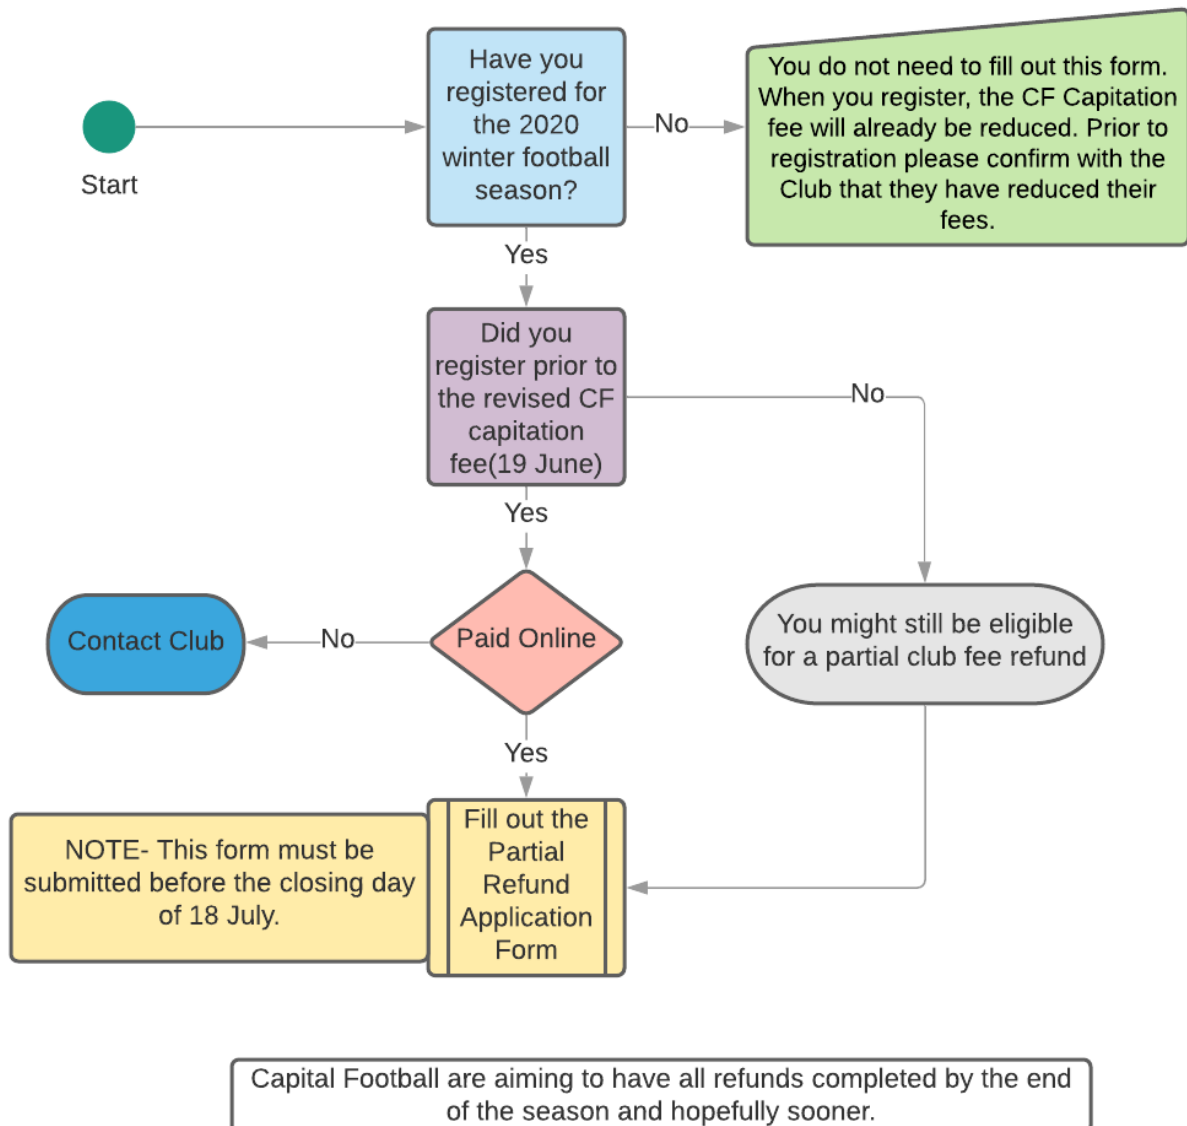 Start
Have you
registered for
the 2020
winter football
season?
No
You do not need to fill out this form.
When you register, the CF Capitation
fee will already be reduced. Prior to
registration please confirm with the
Club that they have reduced their
fees.
Yes
Did you
register prior to
the revised CF
capitation
fee(19 June)
No
Yes
Paid Online
No
Contact Club
You might still be eligible
for a partial club fee refund
Yes
Fill out the
Partial
Refund
Application
Form
NOTE- This form must be
submitted before the closing day
of 18 July.
Capital Football are aiming to have all refunds completed by the end
of the season and hopefully sooner.